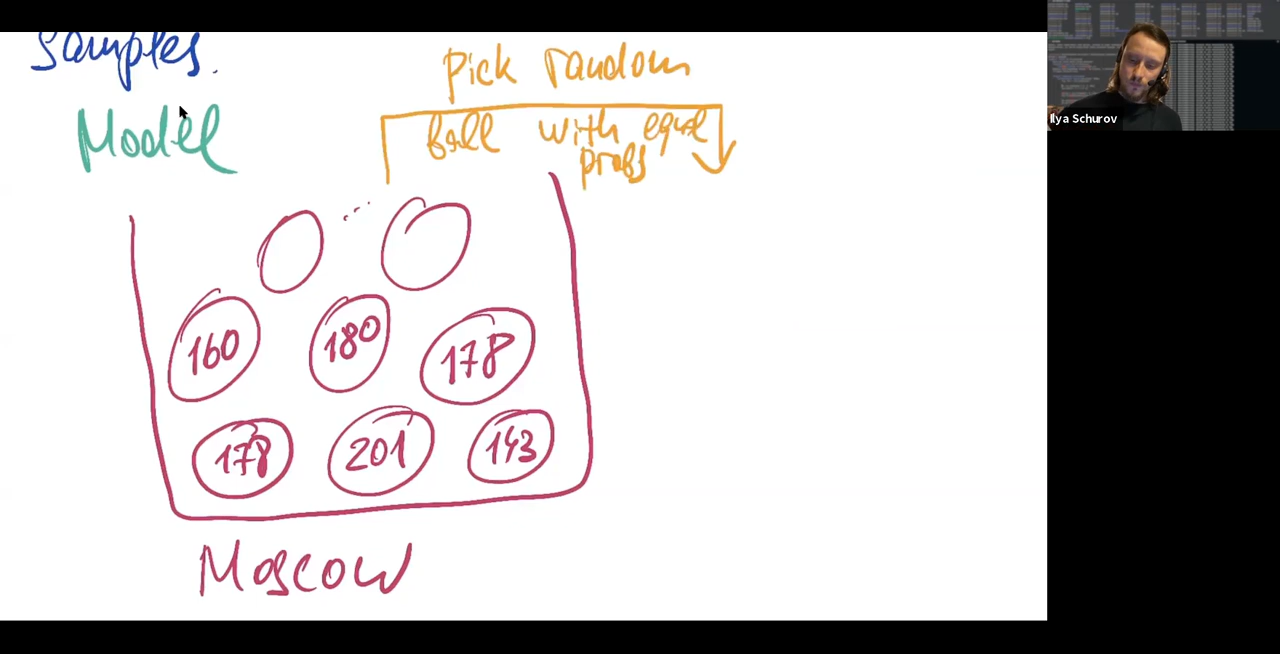 Samples.
Pick random
Model
ball with equal
probs
160 180 178
178 201 143
Moscow
Ilya Schurov